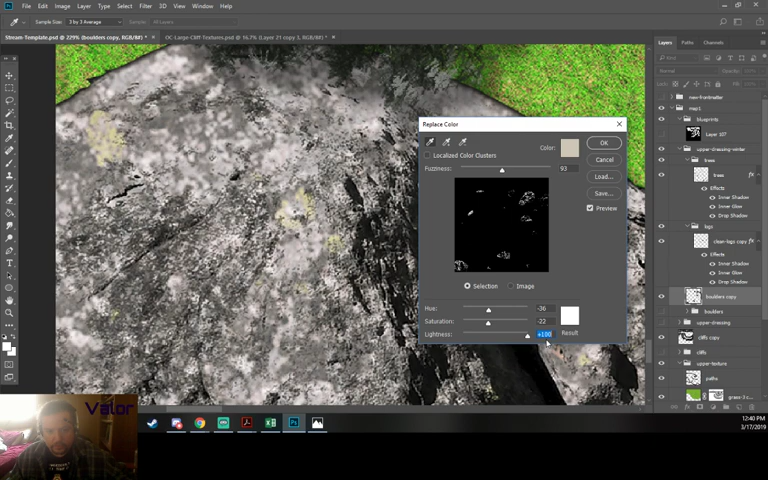 File Edit Image Layer Type Select Filter 3D View Window Help
Sample Size: 3 by 3 Average
Stream-Template.psd @ 229% (boulders copy, RGB/8#) * ×
OC-Large-Cliff-Textures.psd @ 16.7% (Layer 21 copy 3, RGB/8#) * ×
Layers Paths Channels
new-frontmatter
map1
blueprints
Layer 107
upper-dressing-winter
trees
trees fx
Effects
Inner Shadow
Inner Glow
Drop Shadow
logs
clean-logs copy fx
Effects
Inner Shadow
Inner Glow
Drop Shadow
boulders copy
boulders
upper-dressing
cliffs copy
cliffs
upper-texture
paths
Replace Color
Color:
OK
Localized Color Clusters
Cancel
Fuzziness: 93
Load...
Save...
Preview
Selection Image
Hue: -36
Saturation: -22
Lightness: +100
Result
Valor
12:40 PM
3/17/2019